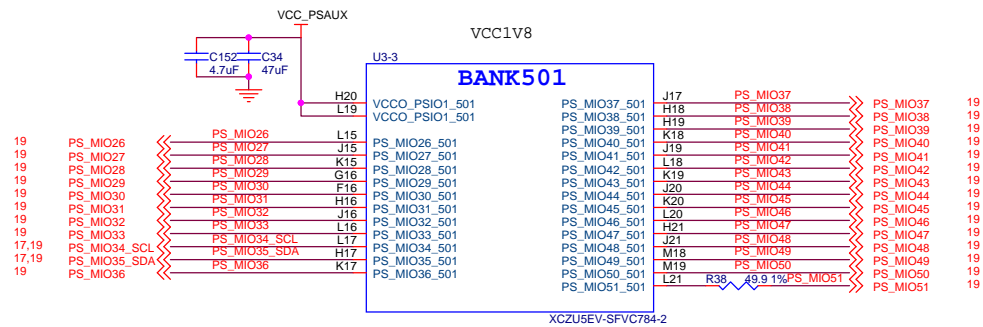 VCC_PSAUX
VCC1V8
C152 C34
4.7uF 47uF
U3-3
BANK501
H20 VCCO_PSIO1_501
L19 VCCO_PSIO1_501
19 PS_MIO26 PS_MIO26 L15 PS_MIO26_501
19 PS_MIO27 PS_MIO27 J15 PS_MIO27_501
19 PS_MIO28 PS_MIO28 K15 PS_MIO28_501
19 PS_MIO29 PS_MIO29 G16 PS_MIO29_501
19 PS_MIO30 PS_MIO30 F16 PS_MIO30_501
19 PS_MIO31 PS_MIO31 H16 PS_MIO31_501
19 PS_MIO32 PS_MIO32 J16 PS_MIO32_501
19 PS_MIO33 PS_MIO33 L16 PS_MIO33_501
17,19 PS_MIO34_SCL PS_MIO34_SCL L17 PS_MIO34_501
17,19 PS_MIO35_SDA PS_MIO35_SDA H17 PS_MIO35_501
19 PS_MIO36 PS_MIO36 K17 PS_MIO36_501
PS_MIO37_501 J17 PS_MIO37 PS_MIO37 19
PS_MIO38_501 H18 PS_MIO38 PS_MIO38 19
PS_MIO39_501 H19 PS_MIO39 PS_MIO39 19
PS_MIO40_501 K18 PS_MIO40 PS_MIO40 19
PS_MIO41_501 J19 PS_MIO41 PS_MIO41 19
PS_MIO42_501 L18 PS_MIO42 PS_MIO42 19
PS_MIO43_501 K19 PS_MIO43 PS_MIO43 19
PS_MIO44_501 J20 PS_MIO44 PS_MIO44 19
PS_MIO45_501 K20 PS_MIO45 PS_MIO45 19
PS_MIO46_501 L20 PS_MIO46 PS_MIO46 19
PS_MIO47_501 H21 PS_MIO47 PS_MIO47 19
PS_MIO48_501 J21 PS_MIO48 PS_MIO48 19
PS_MIO49_501 M18 PS_MIO49 PS_MIO49 19
PS_MIO50_501 M19 PS_MIO50 PS_MIO50 19
PS_MIO51_501 L21 R38 49.9 1% PS_MIO51 PS_MIO51 19
XCZU5EV-SFVC784-2